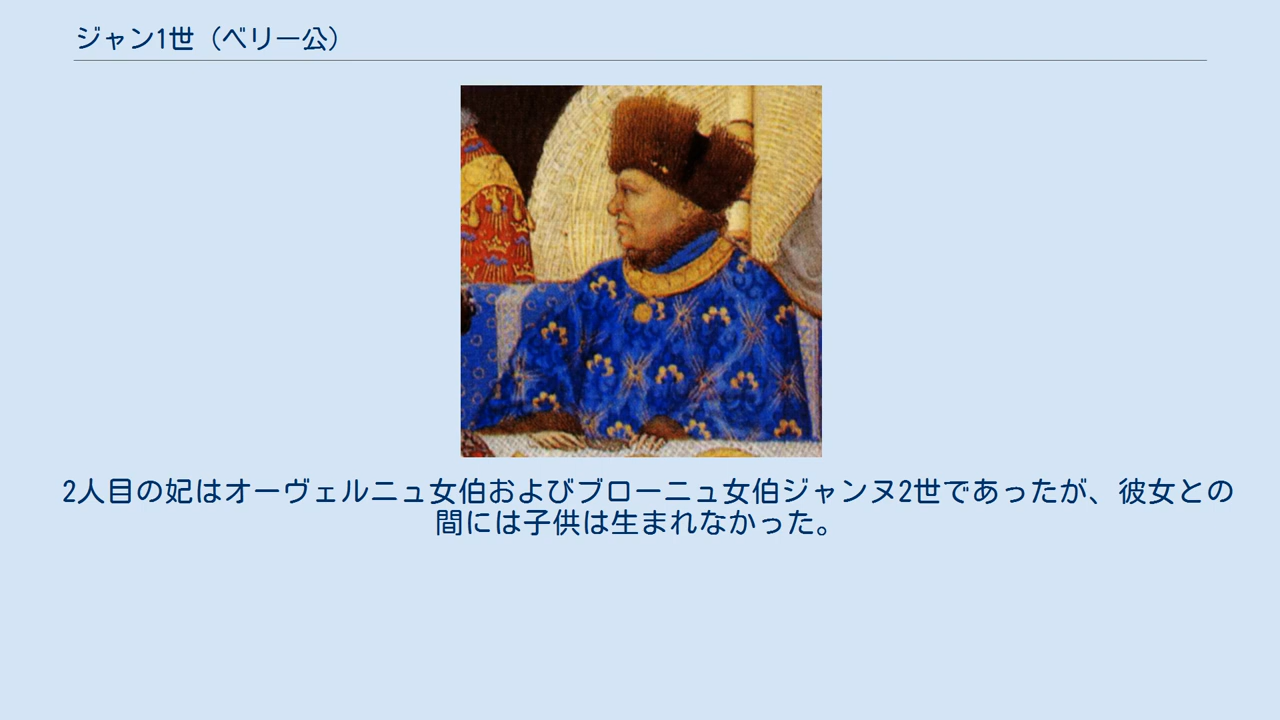 ジャン1世（ベリー公）
2人目の妃はオーヴェルニュ女伯およびブローニュ女伯ジャンヌ2世であったが、彼女との
間には子供は生まれなかった。